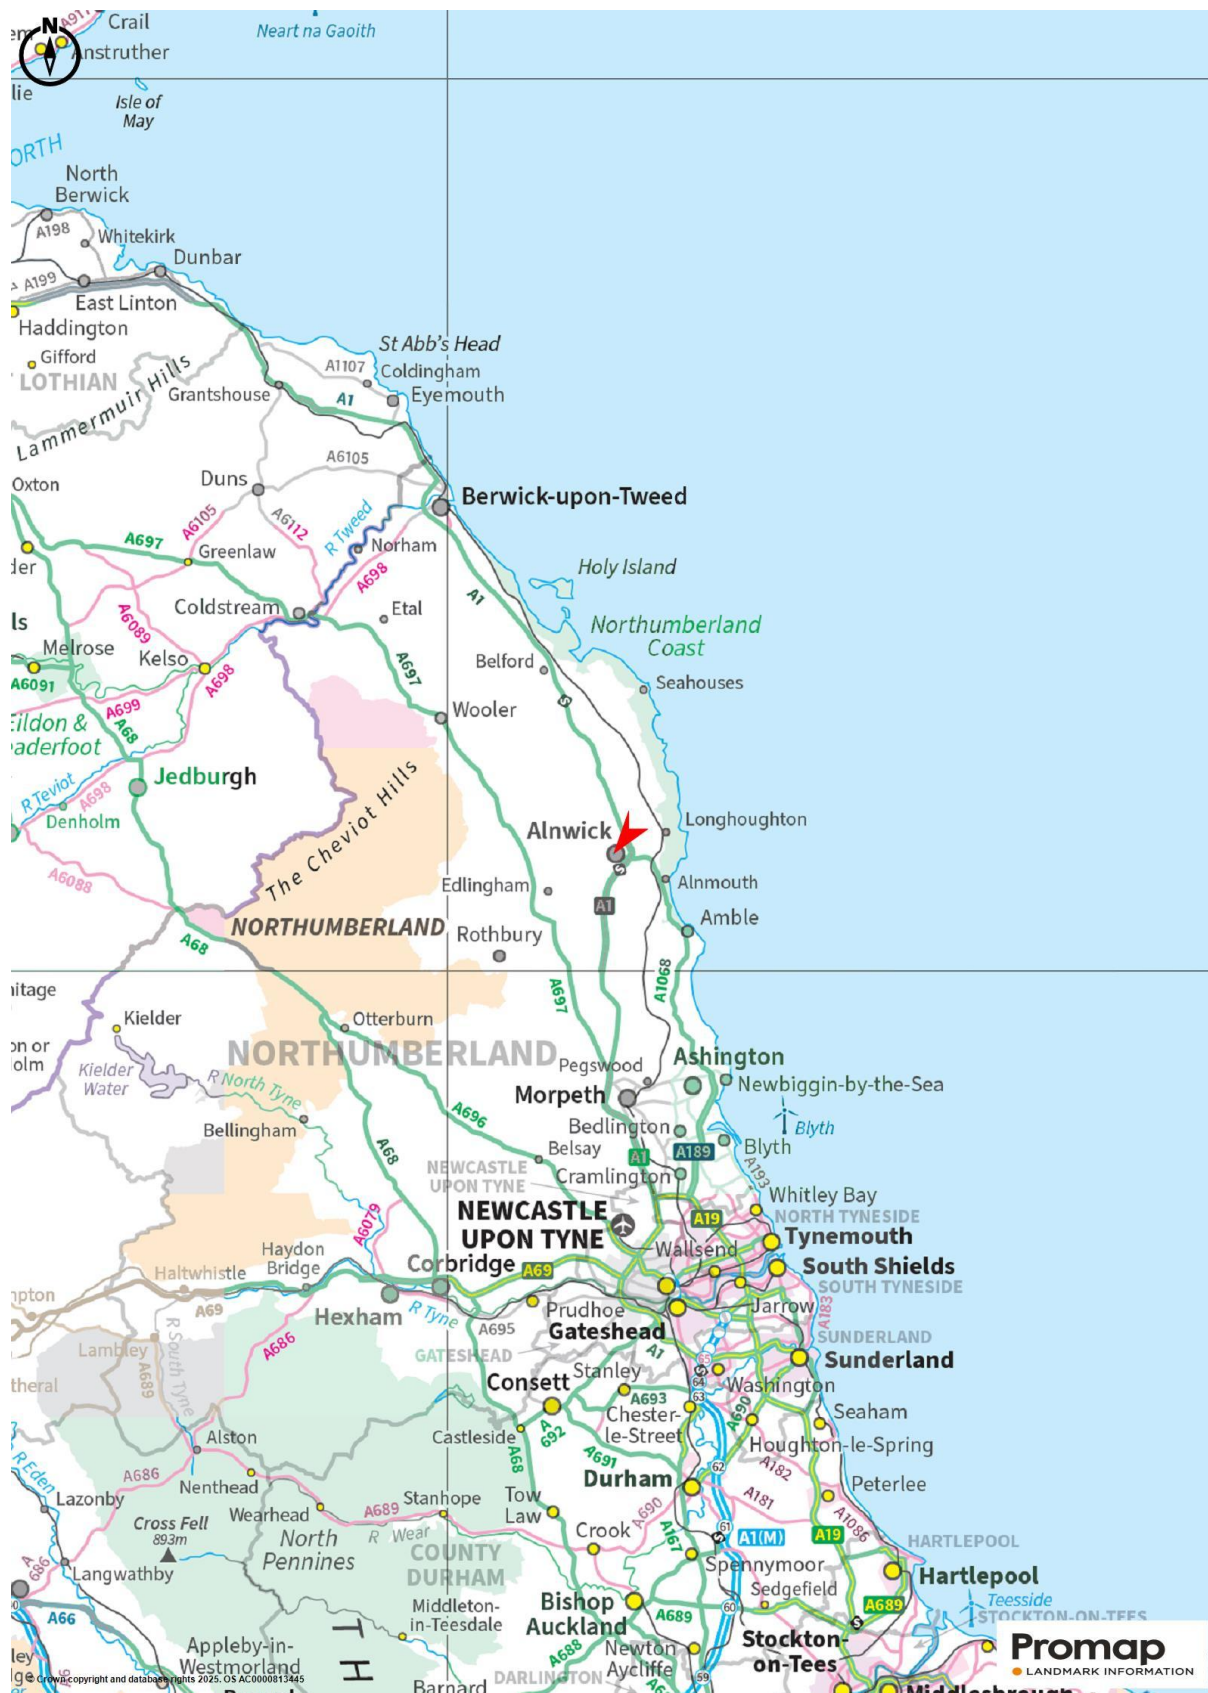 A917
Crail
Neart na Gaoith
N
Anstruther
Isle of
May
North
Berwick
A198
Whitekirk
Dunbar
A199
East Linton
Haddington
St Abb's Head
Gifford
LOTHIAN
Lammermuir Hills
A1107
Coldingham
Grantshouse
A1
Eyemouth
A6105
Oxton
Duns
Berwick-upon-Tweed
A6105
A6112
R Tweed
A697
Greenlaw
Norham
A698
Holy Island
Coldstream
Etal
A1
A6089
Northumberland
Coast
Melrose
Kelso
A6091
A698
A697
Belford
Seahouses
A699
A68
Wooler
Jedburgh
R Teviot
A698
Denholm
The Cheviot Hills
Alnwick
Longhoughton
A6088
Edlingham
Alnmouth
A1
Amble
NORTHUMBERLAND
Rothbury
A68
A697
A1068
Kielder
Otterburn
NORTHUMBERLAND
Kielder
Water
R North Tyne
Pegswood
Ashington
Newbiggin-by-the-Sea
Morpeth
A696
Bedlington
Blyth
Bellingham
A68
Belsay
A1
A189
Blyth
NEWCASTLE
UPON TYNE
Cramlington
A193
Whitley Bay
NEWCASTLE
UPON TYNE
A19
NORTH TYNESIDE
A6079
Tynemouth
Haydon
Bridge
Corbridge
A69
Wallsend
South Shields
Haltwhistle
SOUTH TYNESIDE
A69
Hexham
R Tyne
Prudhoe
Jarrow
A183
A686
A695
Gateshead
R South Tyne
Lambley
A689
GATESHEAD
A1
SUNDERLAND
65
Sunderland
Stanley
Consett
64
Washington
A693
63
Chester-
le-Street
A690
Seaham
A
692
Castleside
Alston
A68
A691
Houghton-le-Spring
R Eden
A686
62
A182
Nenthead
Durham
Peterlee
Lazonby
Wearhead
A689
Stanhope
Tow
Law
A690
A181
A1086
Cross Fell
893m
North
Pennines
R Wear
Crook
61
A1(M)
A19
A167
HARTLEPOOL
A
686
Langwathby
COUNTY
DURHAM
Spennymoor
Hartlepool
Sedgefield
A66
Middleton-
in-Teesdale
Bishop
Auckland
A689
60
A689
Teesside
STOCKTON-ON-TEES
Appleby-in-
Westmorland
A688
Newton
Aycliffe
Stockton-
on-Tees
T H
DARLINGTON
59
Barnard
Middlesbrough
© Crown copyright and database rights 2025. OS AC0000813445
Promap
LANDMARK INFORMATION